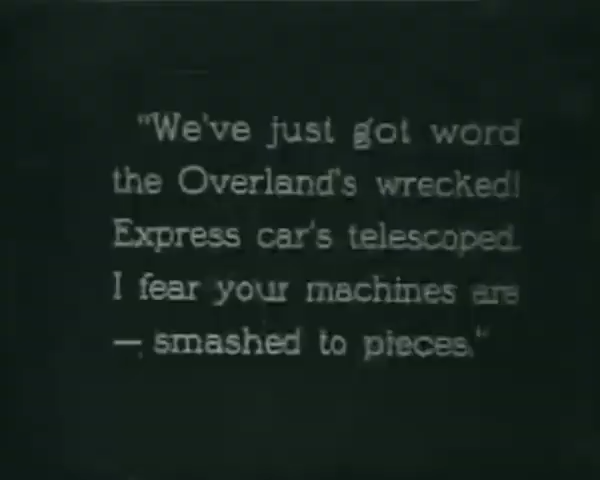 "We've just got word
the Overland's wrecked!
Express car's telescoped.
I fear your machines are
— smashed to pieces."